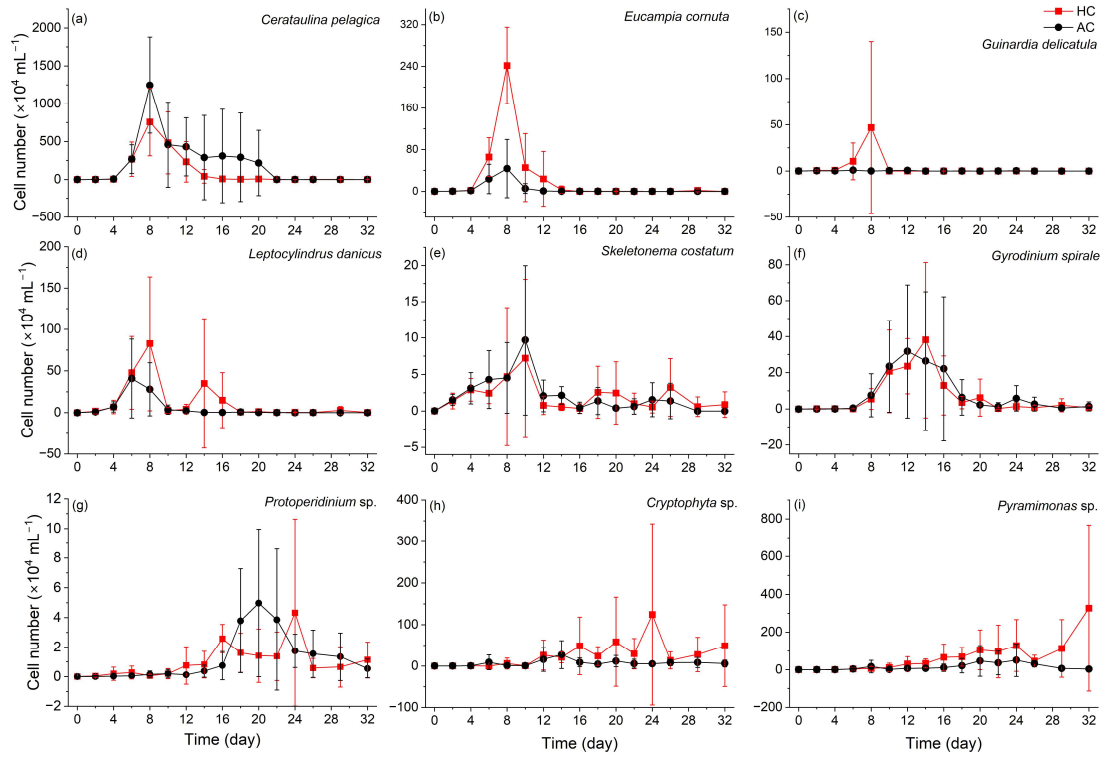 (a) Cerataulina pelagica
(b) Eucampia cornuta
(c) HC
AC
Guinardia delicatula
Cell number (×10⁴ mL⁻¹)
2000
1500
1000
500
0
−500
320
240
160
80
0
150
100
50
0
50
0 4 8 12 16 20 24 28 32
0 4 8 12 16 20 24 28 32
0 4 8 12 16 20 24 28 32
(d) Leptocylindrus danicus
(e) Skeletonema costatum
(f) Gyrodinium spirale
Cell number (×10⁴ mL⁻¹)
200
150
100
50
0
50
20
15
10
5
0
5
80
60
40
20
0
−20
0 4 8 12 16 20 24 28 32
0 4 8 12 16 20 24 28 32
0 4 8 12 16 20 24 28 32
(g) Protoperidinium sp.
(h) Cryptophyta sp.
(i) Pyramimonas sp.
Cell number (×10⁴ mL⁻¹)
12
10
8
6
4
2
0
−2
400
300
200
100
0
−100
800
600
400
200
0
−200
0 4 8 12 16 20 24 28 32
0 4 8 12 16 20 24 28 32
0 4 8 12 16 20 24 28 32
Time (day)
Time (day)
Time (day)